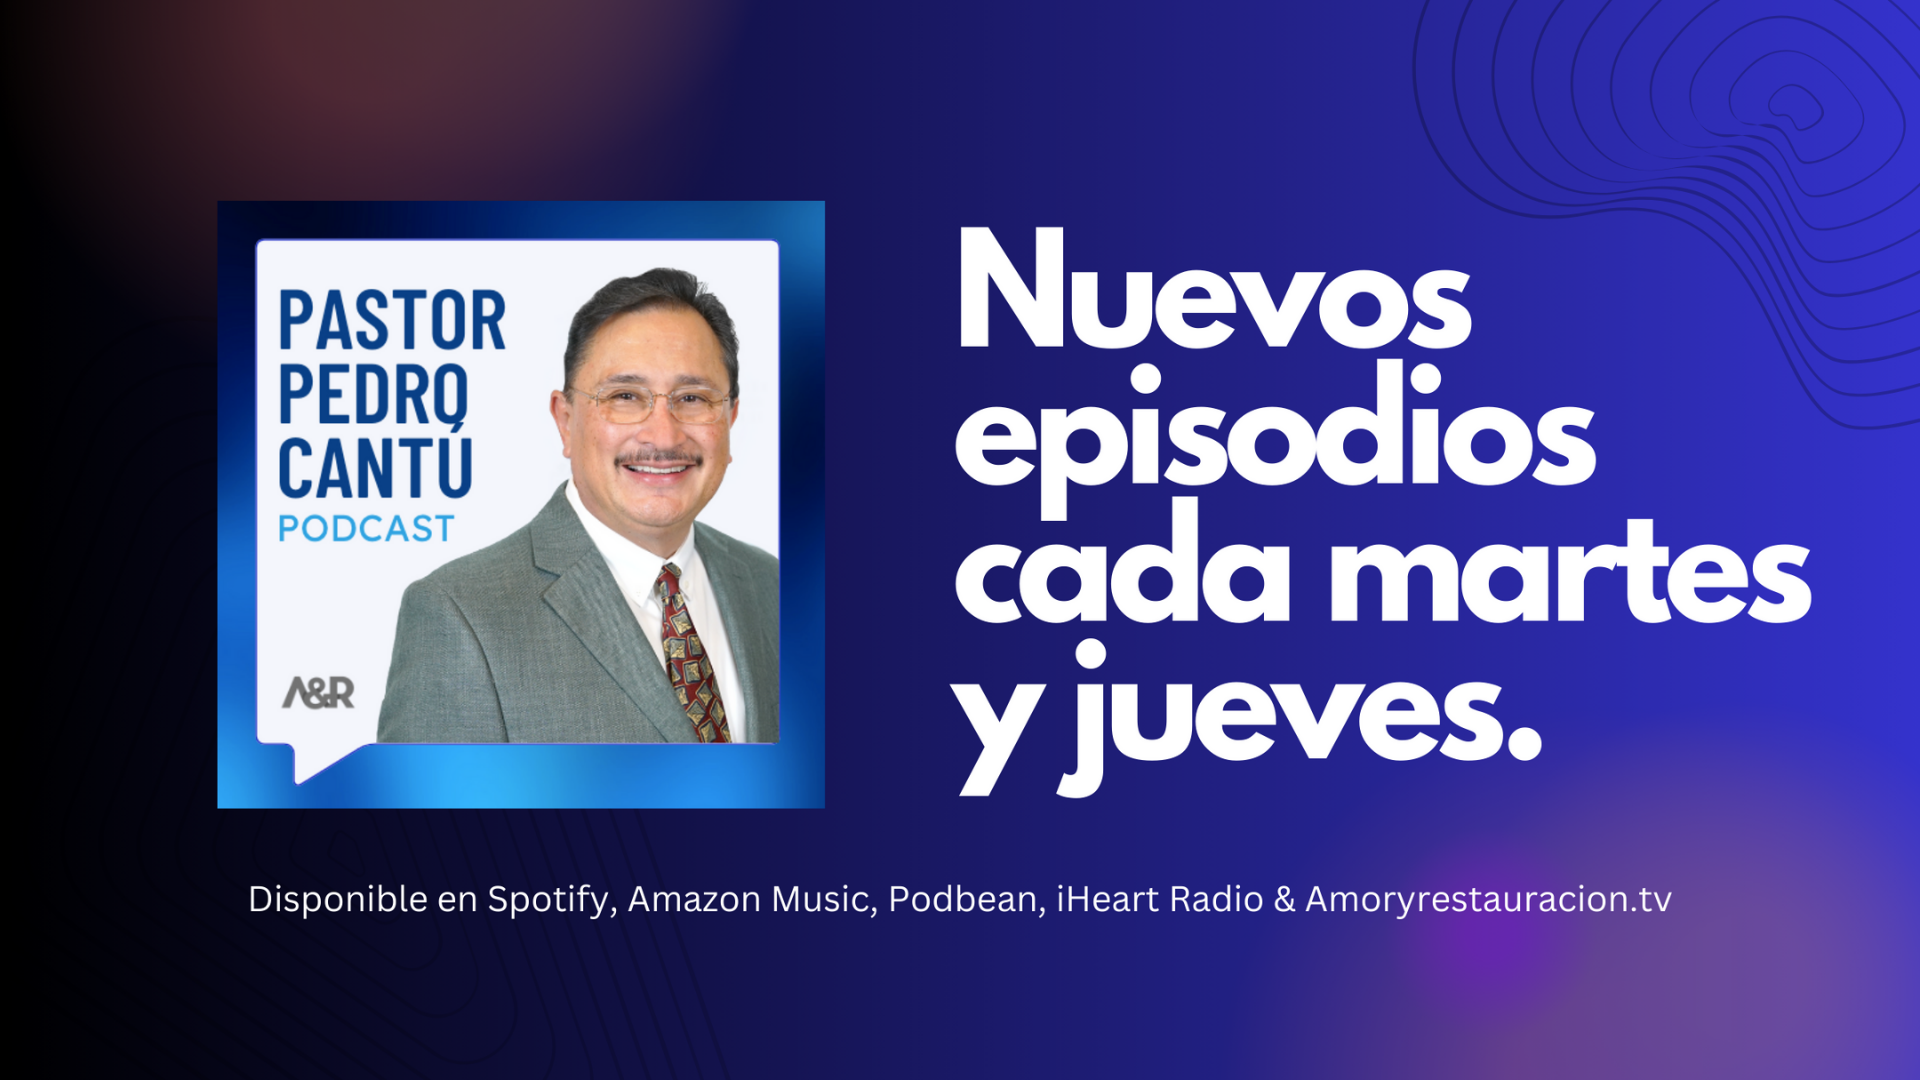 PASTOR
PEDRO
CANTÚ
PODCAST
A&R
Nuevos
episodios
cada martes
y jueves.
Disponible en Spotify, Amazon Music, Podbean, iHeart Radio & Amoryrestauracion.tv